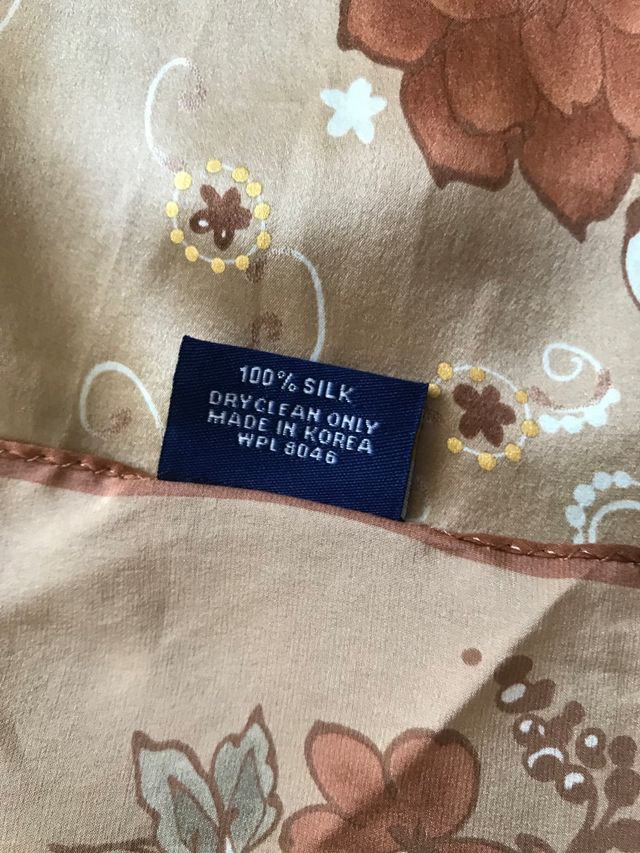 100% SILK
DRYCLEAN ONLY
MADE IN KOREA
WPL 8046